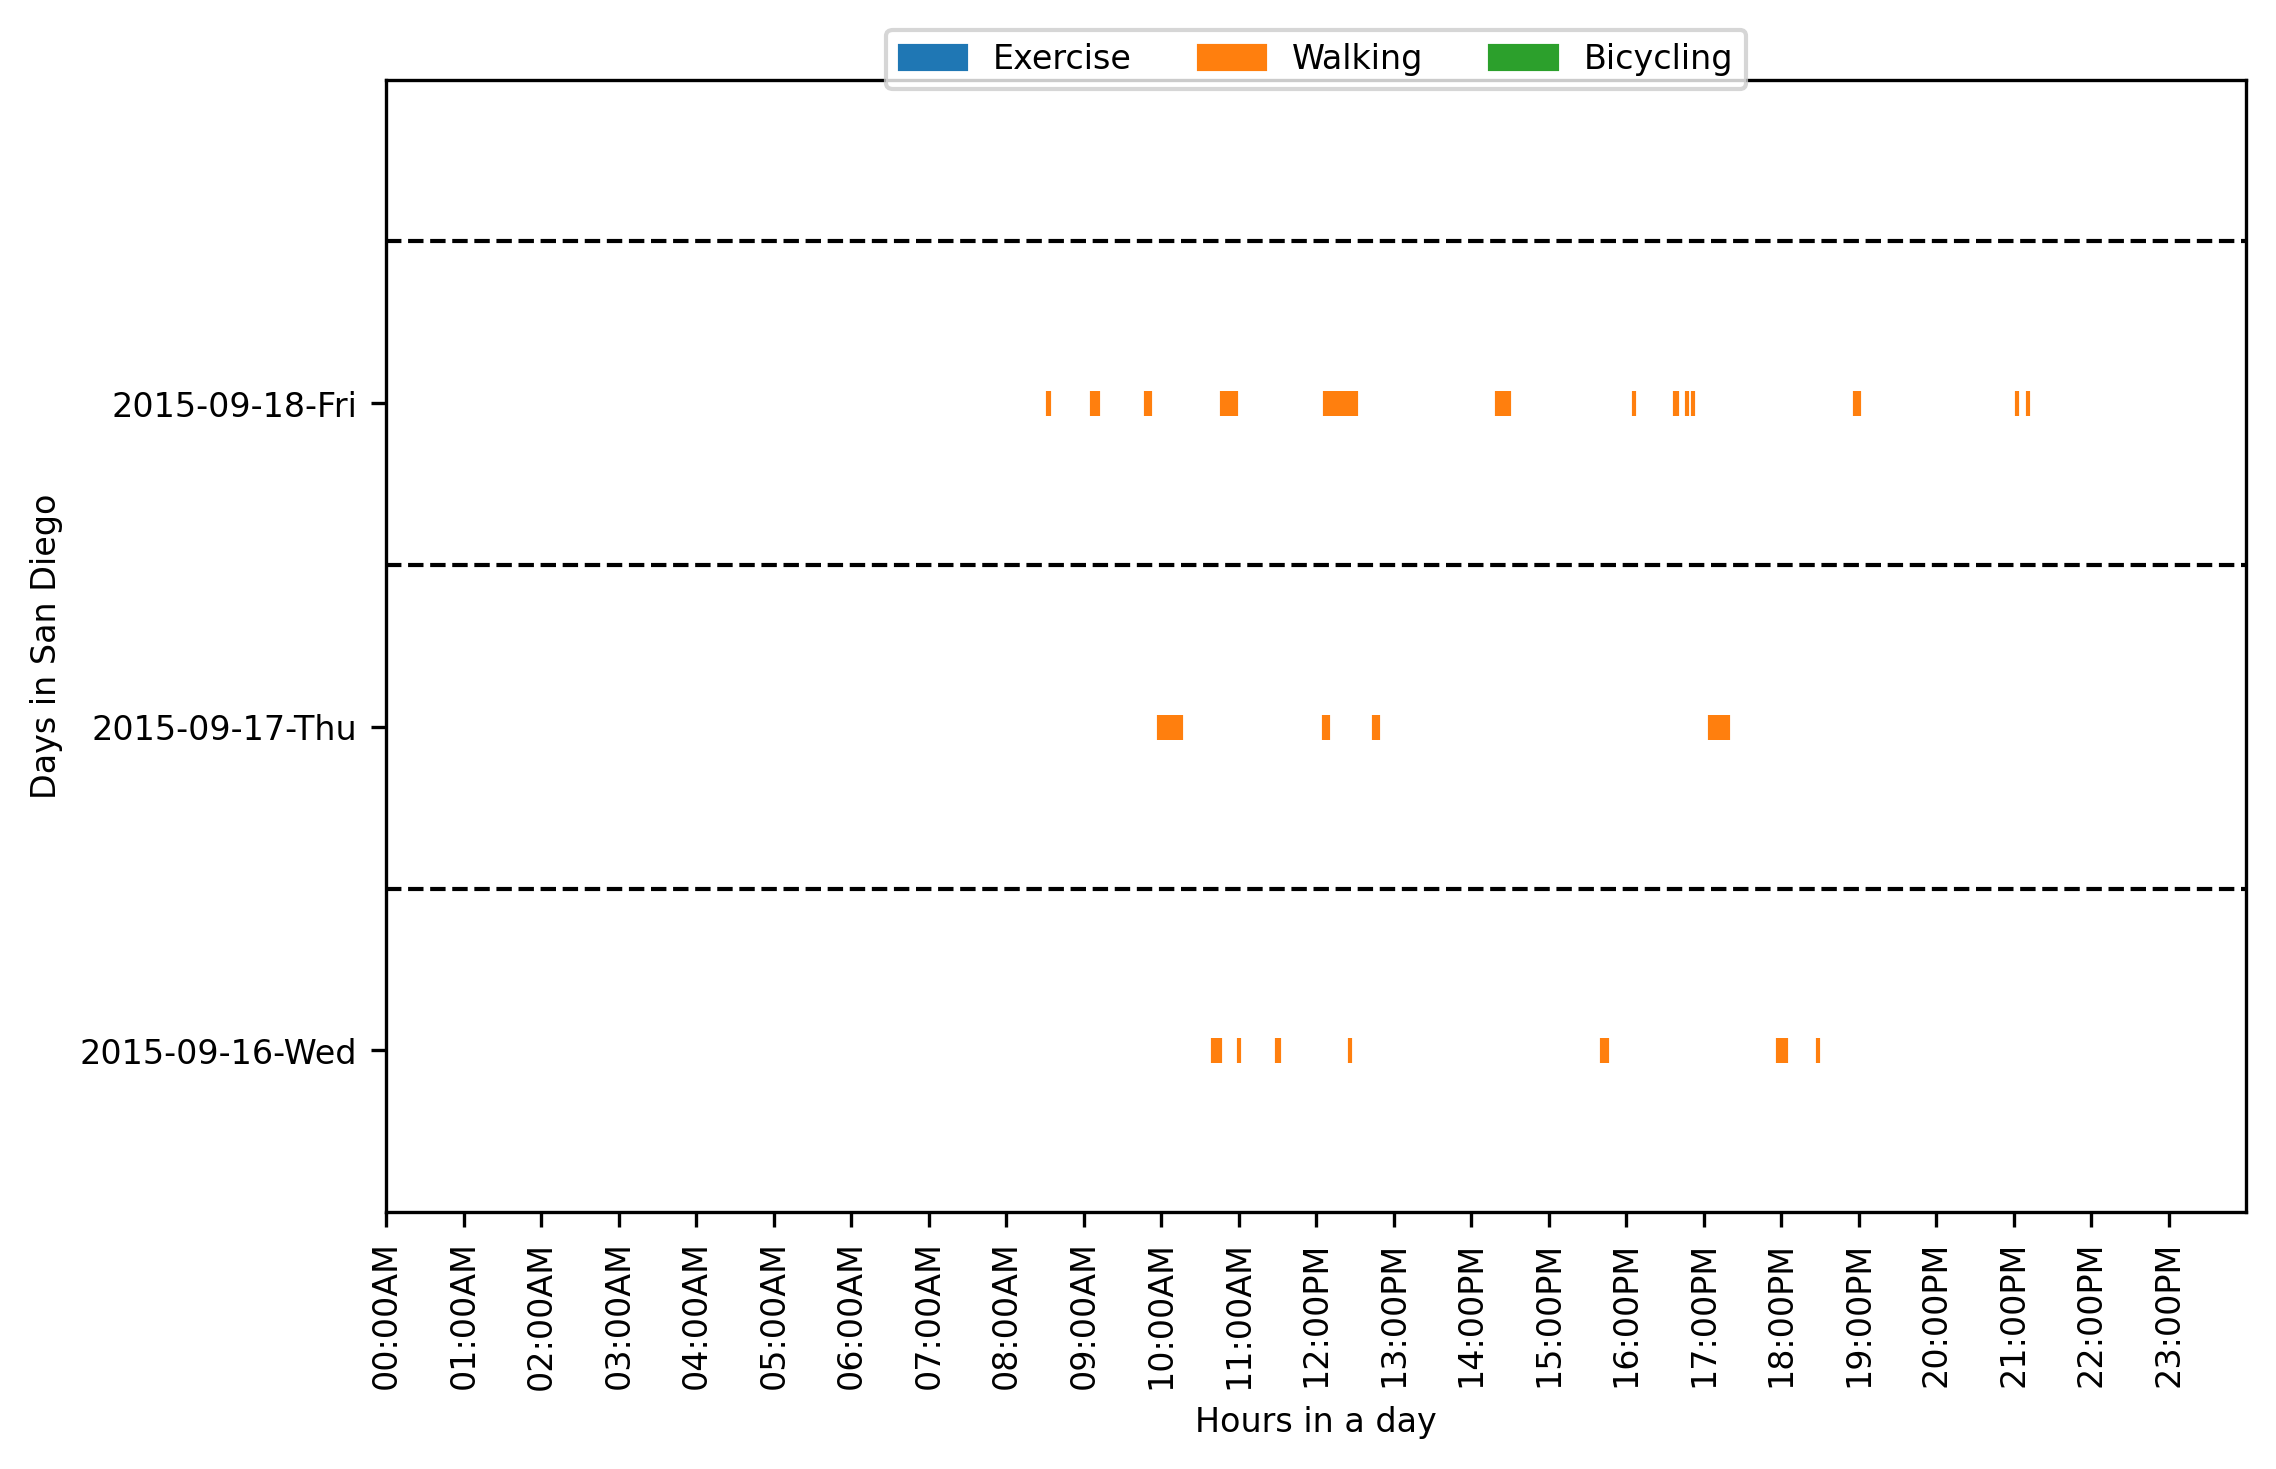 Exercise Walking Bicycling
Days in San Diego
2015-09-18-Fri
2015-09-17-Thu
2015-09-16-Wed
00:00AM
01:00AM
02:00AM
03:00AM
04:00AM
05:00AM
06:00AM
07:00AM
08:00AM
09:00AM
10:00AM
11:00AM
12:00PM
13:00PM
14:00PM
15:00PM
16:00PM
17:00PM
18:00PM
19:00PM
20:00PM
21:00PM
22:00PM
23:00PM
Hours in a day